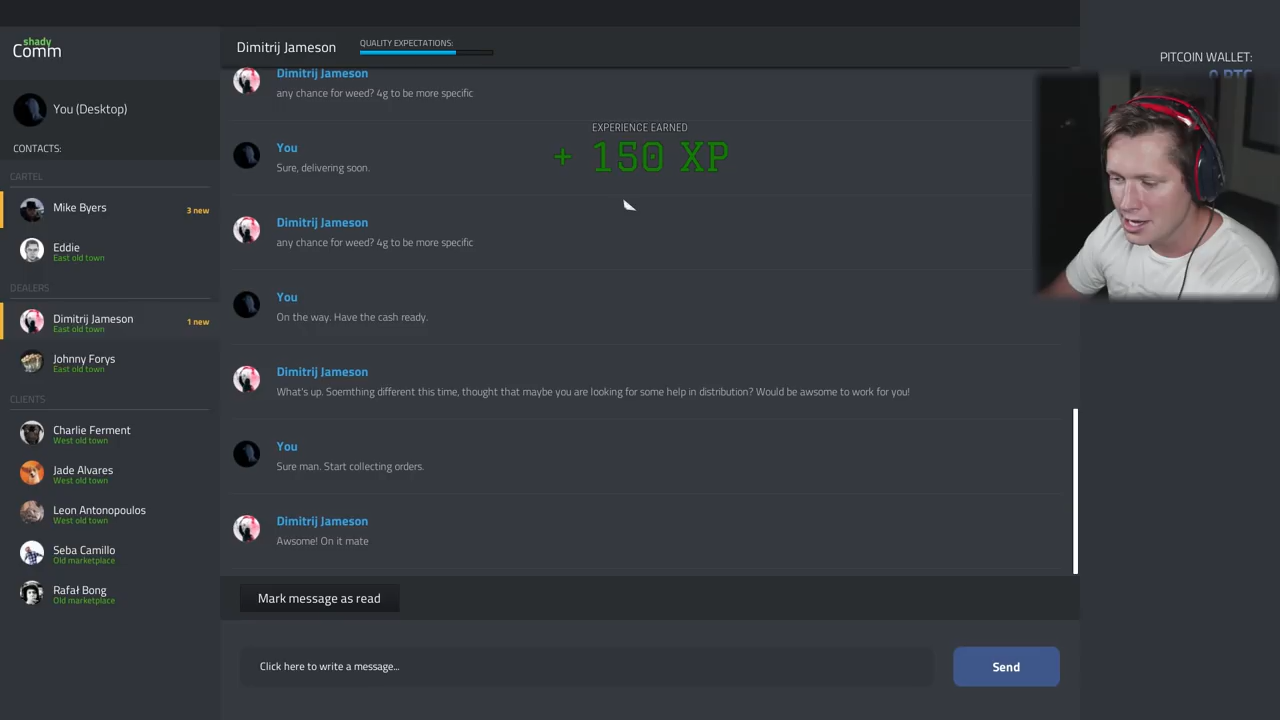 shady
Comm
Dimitrij Jameson
QUALITY EXPECTATIONS:
PITCOIN WALLET:
0 PTC
You (Desktop)
CONTACTS:
CARTEL
Mike Byers
3 new
Eddie
East old town
DEALERS
Dimitrij Jameson
East old town
1 new
Johnny Forys
East old town
CLIENTS
Charlie Ferment
West old town
Jade Alvares
West old town
Leon Antonopoulos
West old town
Seba Camillo
Old marketplace
Rafał Bong
Old marketplace
Dimitrij Jameson
any chance for weed? 4g to be more specific
EXPERIENCE EARNED
+ 150 XP
You
Sure, delivering soon.
Dimitrij Jameson
any chance for weed? 4g to be more specific
You
On the way. Have the cash ready.
Dimitrij Jameson
What's up. Soemthing different this time, thought that maybe you are looking for some help in distribution? Would be awsome to work for you!
You
Sure man. Start collecting orders.
Dimitrij Jameson
Awsome! On it mate
Mark message as read
Click here to write a message...
Send